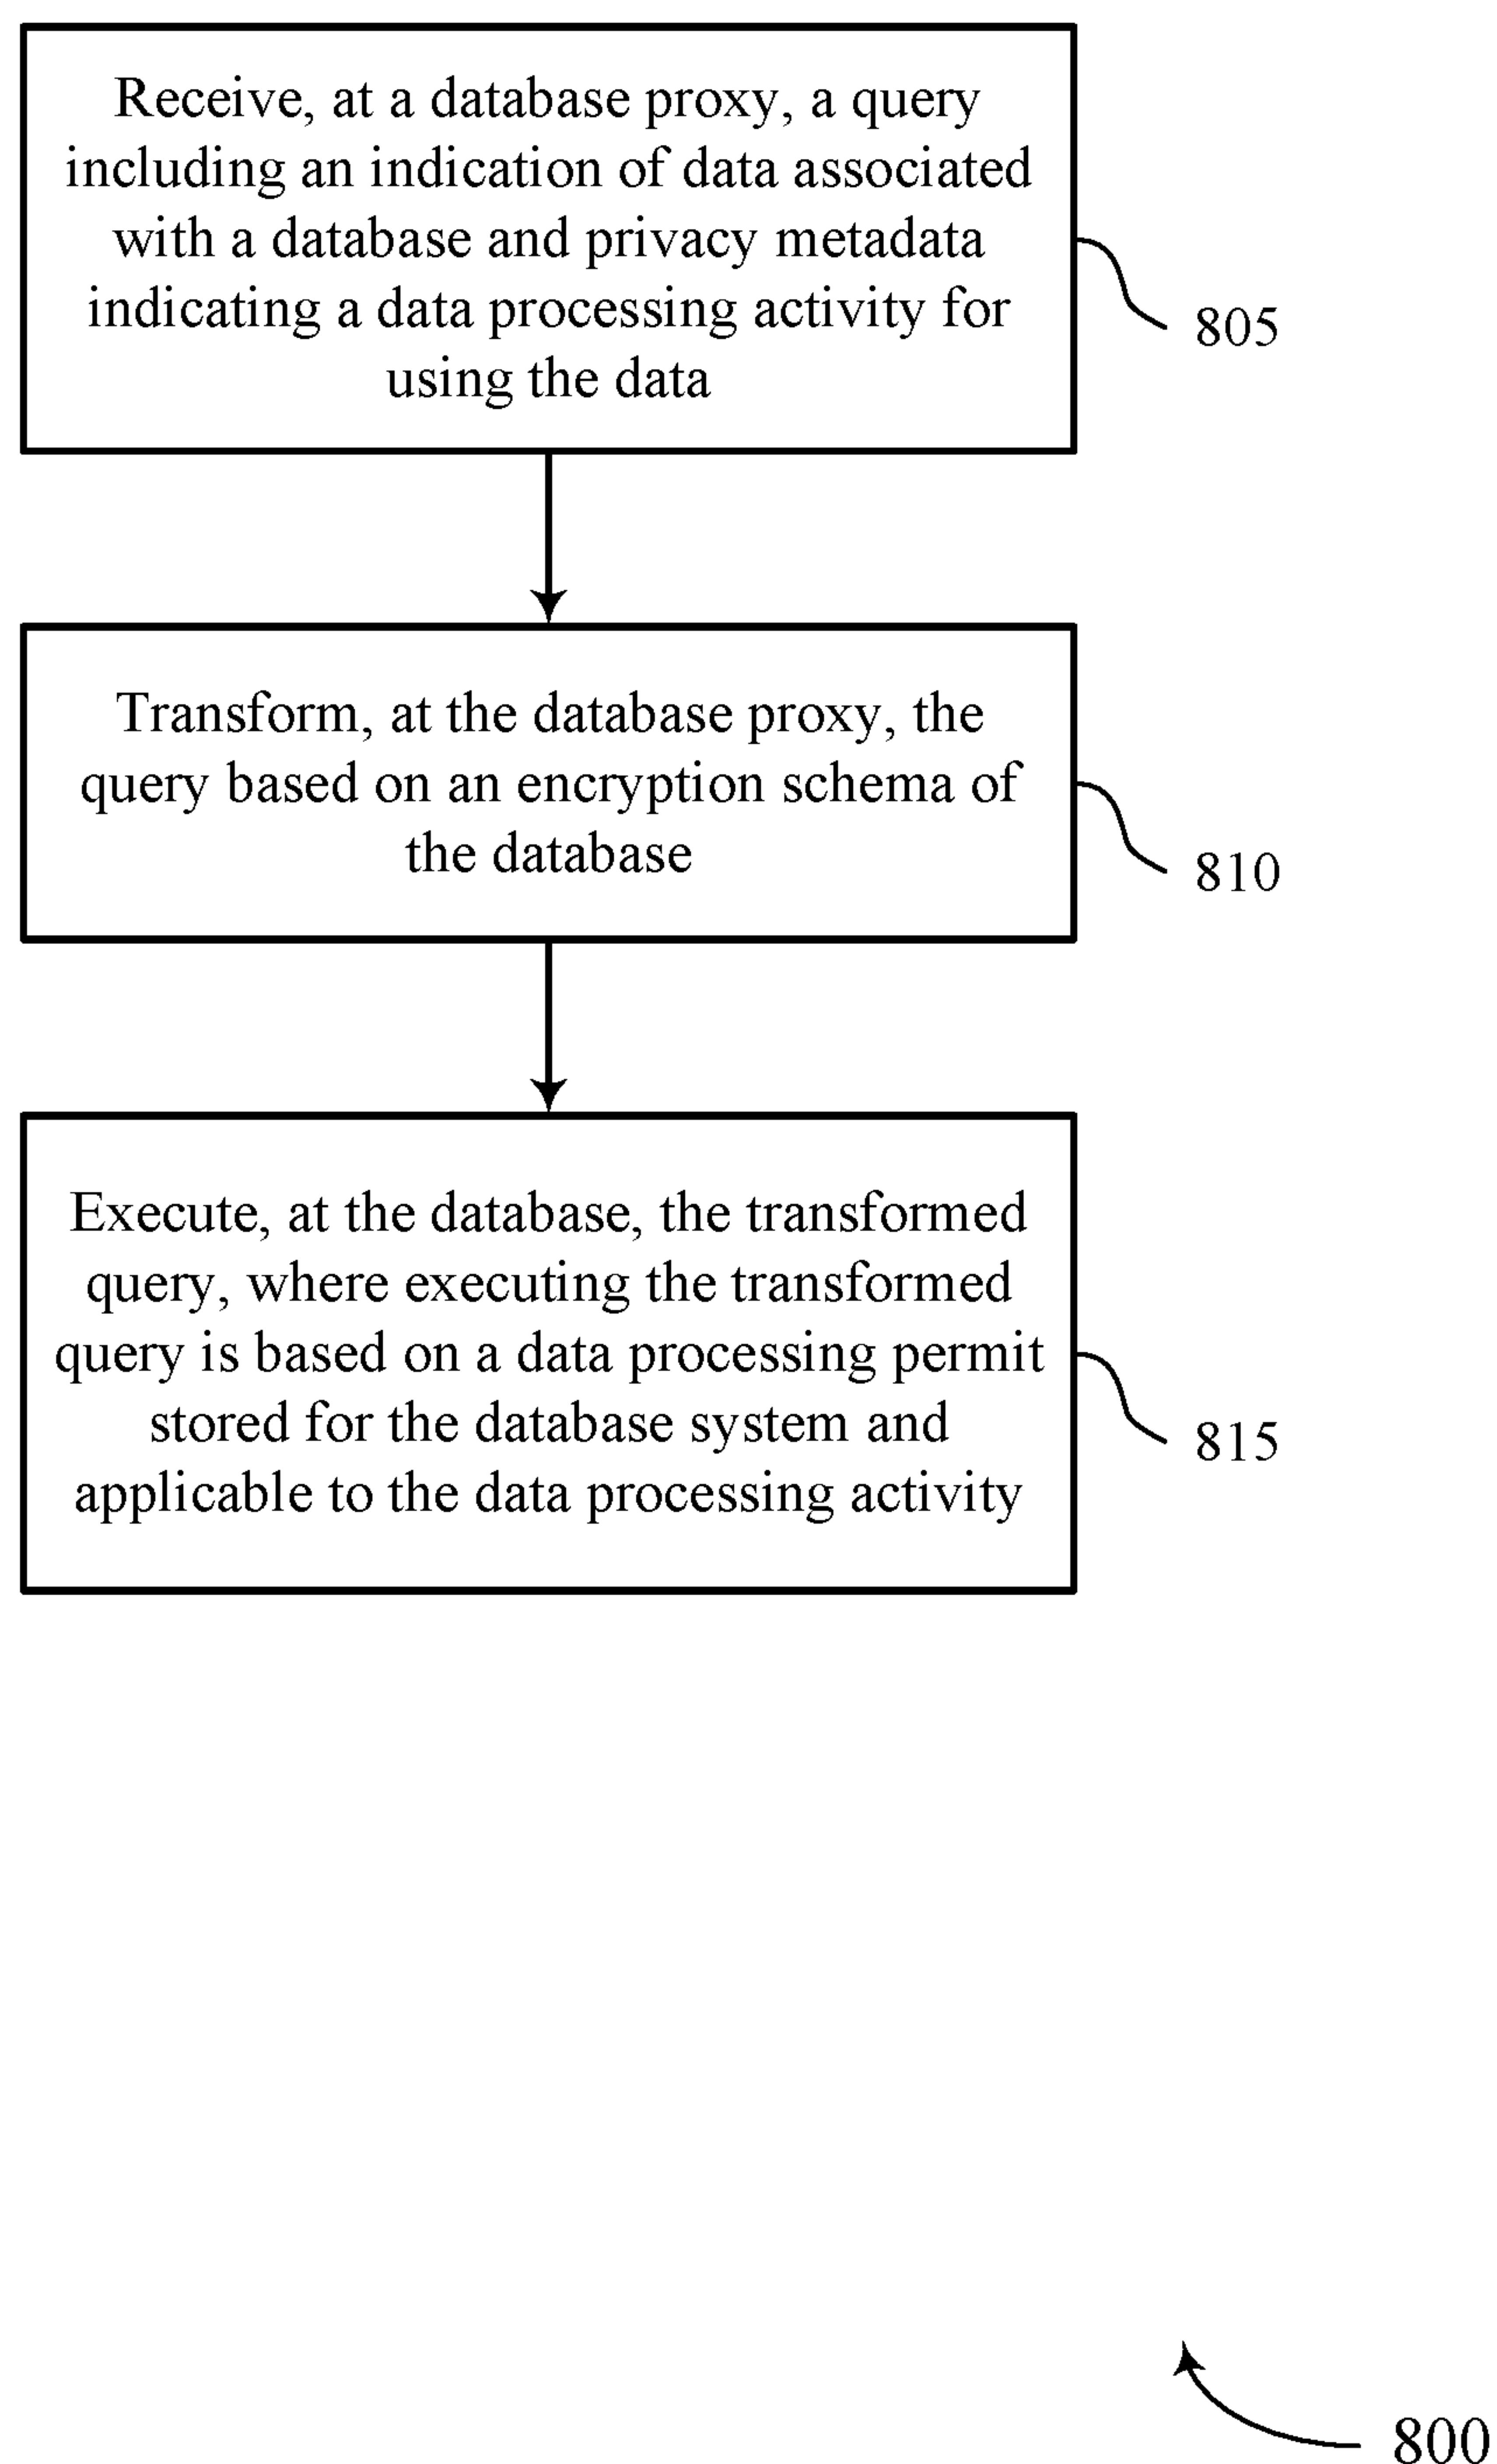 Receive, at a database proxy, a query
including an indication of data associated
with a database and privacy metadata
indicating a data processing activity for
using the data
805
Transform, at the database proxy, the
query based on an encryption schema of
the database
810
Execute, at the database, the transformed
query, where executing the transformed
query is based on a data processing permit
stored for the database system and
applicable to the data processing activity
815
800